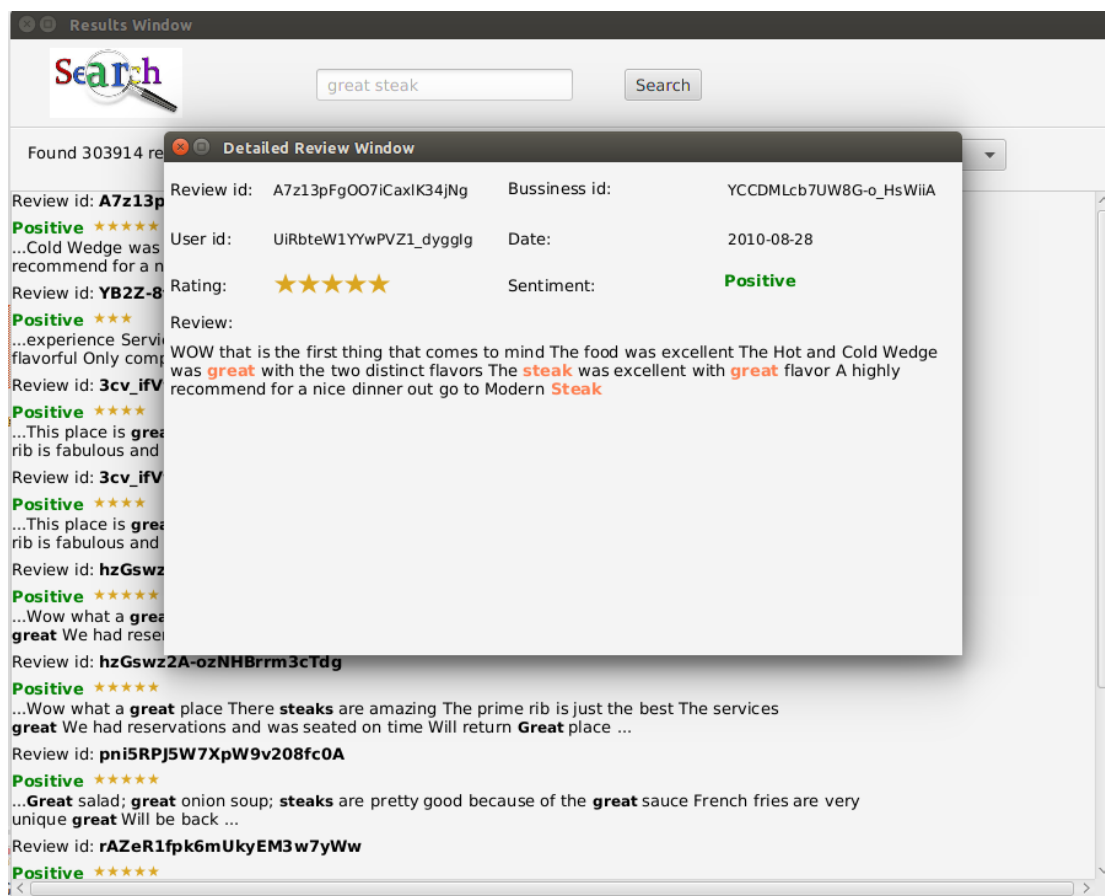 Results Window
Search
great steak
Search
Found 303914 re
Detailed Review Window
Review id: A7z13pFgOO7iCaxlK34jNg Bussiness id: YCCDMLcb7UW8G-o_HsWiiA
User id: UiRbteW1YYwPVZ1_dygglg Date: 2010-08-28
Rating: ★★★★★ Sentiment: Positive
Review:
WOW that is the first thing that comes to mind The food was excellent The Hot and Cold Wedge
was great with the two distinct flavors The steak was excellent with great flavor A highly
recommend for a nice dinner out go to Modern Steak
Review id: A7z13p
Positive ★★★★★
...Cold Wedge was
recommend for a n
Review id: YB2Z-8
Positive ★★★
...experience Servi
flavorful Only comp
Review id: 3cv_ifV
Positive ★★★★
...This place is grea
rib is fabulous and
Review id: 3cv_ifV
Positive ★★★★
...This place is grea
rib is fabulous and
Review id: hzGswz
Positive ★★★★★
...Wow what a grea
great We had reser
Review id: hzGswz2A-ozNHBrrm3cTdg
Positive ★★★★★
...Wow what a great place There steaks are amazing The prime rib is just the best The services
great We had reservations and was seated on time Will return Great place ...
Review id: pni5RPJ5W7XpW9v208fc0A
Positive ★★★★★
...Great salad; great onion soup; steaks are pretty good because of the great sauce French fries are very
unique great Will be back ...
Review id: rAZeR1fpk6mUkyEM3w7yWw
Positive ★★★★★